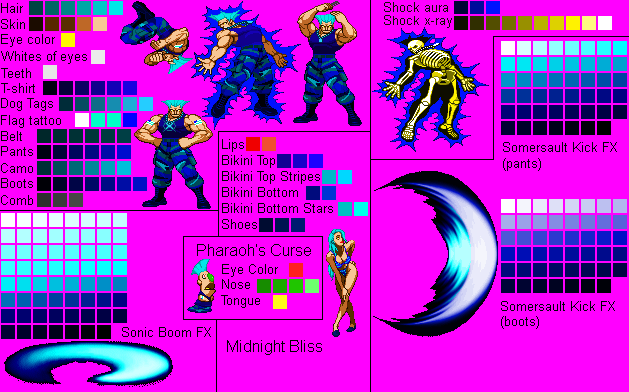 Hair
Skin
Eye color
Whites of eyes
Teeth
T-shirt
Dog Tags
Flag tattoo
Belt
Pants
Camo
Boots
Comb
Shock aura
Shock x-ray
Somersault Kick FX
(pants)
Lips
Bikini Top
Bikini Top Stripes
Bikini Bottom
Bikini Bottom Stars
Shoes
Pharaoh's Curse
Eye Color
Nose
Tongue
Midnight Bliss
Sonic Boom FX
Somersault Kick FX
(boots)